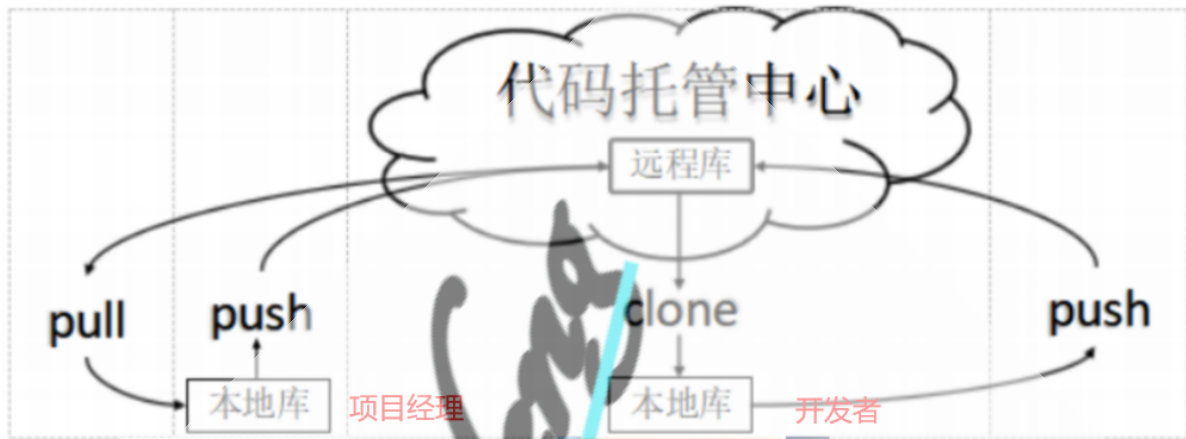 代码托管中心
远程库
pull
push
clone
push
本地库
项目经理
本地库
开发者